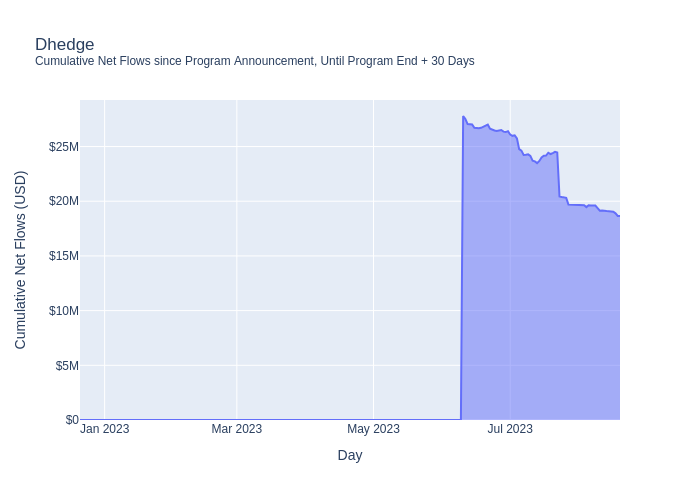 Dhedge
Cumulative Net Flows since Program Announcement, Until Program End + 30 Days
Cumulative Net Flows (USD)
$25M
$20M
$15M
$10M
$5M
$0
Jan 2023
Mar 2023
May 2023
Jul 2023
Day